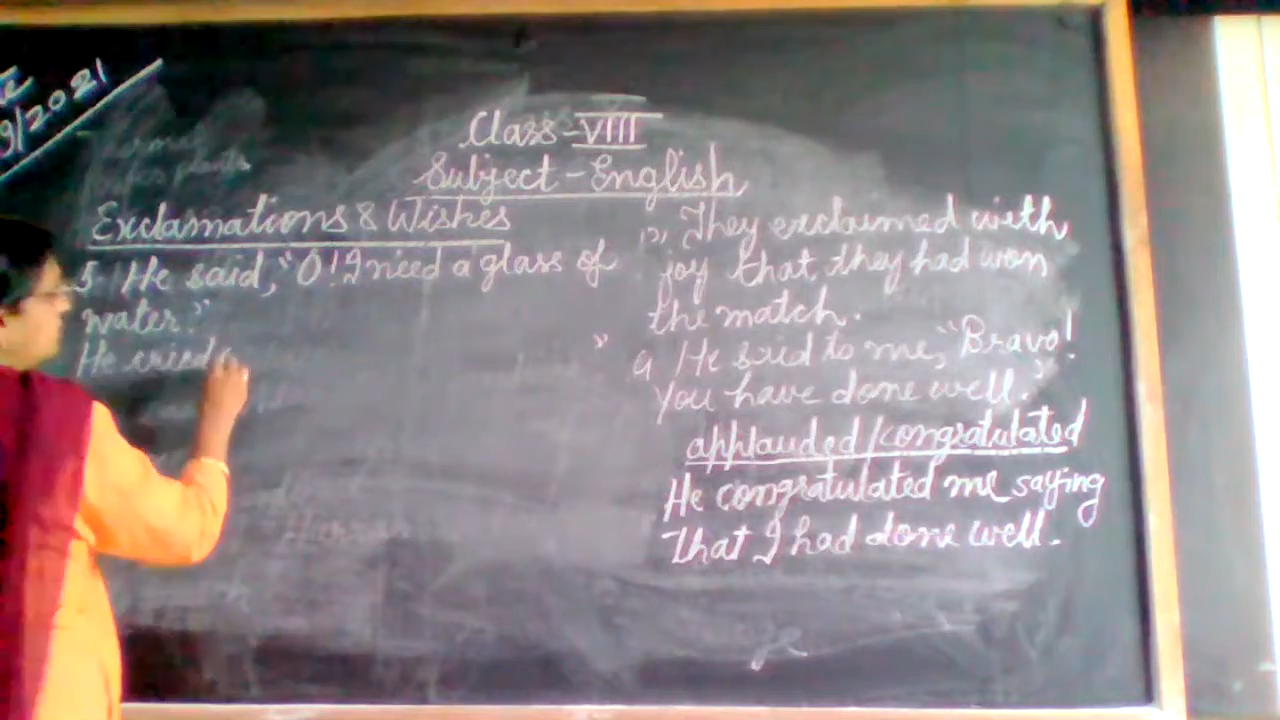 9/2021
Class-VIII
Subject-English
Exclamations & Wishes
5 He said, "O! I need a glass of
water."
He cried
They exclaimed with
joy that they had won
the match.
He said to me, "Bravo!
You have done well."
applauded/congratulated
He congratulated me saying
that I had done well.